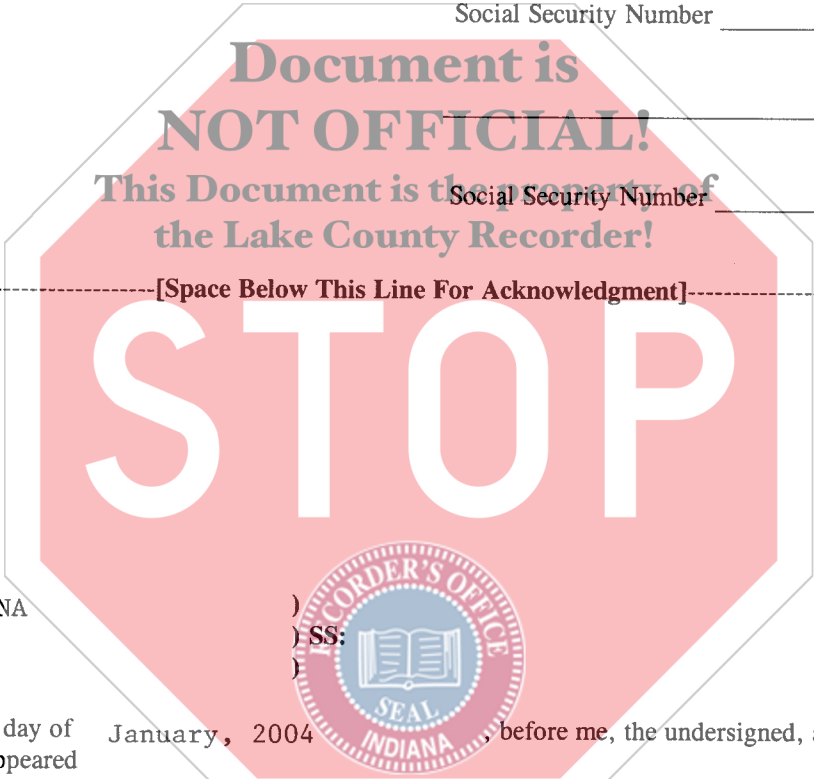 Social Security Number
Document is
NOT OFFICIAL!
This Document is the property of
Social Security Number
the Lake County Recorder!
[Space Below This Line For Acknowledgment]
STOP
RECORDER'S OFFICE
NA )
) SS:
)
SEAL
INDIANA
day of January, 2004 , before me, the undersigned, a
ppeared